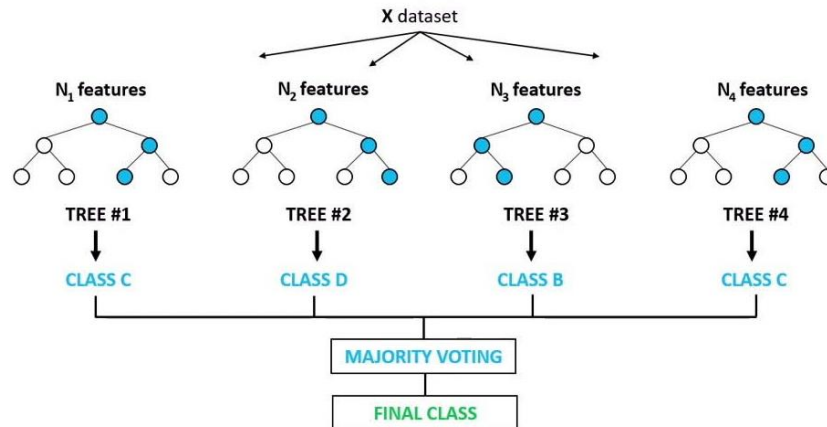 X dataset
N₁ features
N₂ features
N₃ features
N₄ features
TREE #1
TREE #2
TREE #3
TREE #4
CLASS C
CLASS D
CLASS B
CLASS C
MAJORITY VOTING
FINAL CLASS